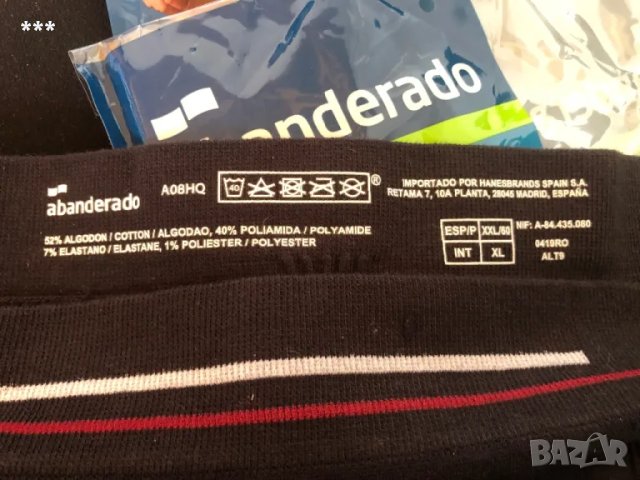 ***
abanderado
abanderado
A08HQ
40
®
IMPORTADO POR HANESBRANDS SPAIN S.A.
RETAMA 7, 10A PLANTA, 28045 MADRID, ESPAÑA
52% ALGODON / COTTON / ALGODAO, 40% POLIAMIDA / POLYAMIDE
7% ELASTANO / ELASTANE, 1% POLIESTER / POLYESTER
ESP/P XXL/60
INT XL
NIF: A-84.435.080
0419RO
ALT9
BAZAR